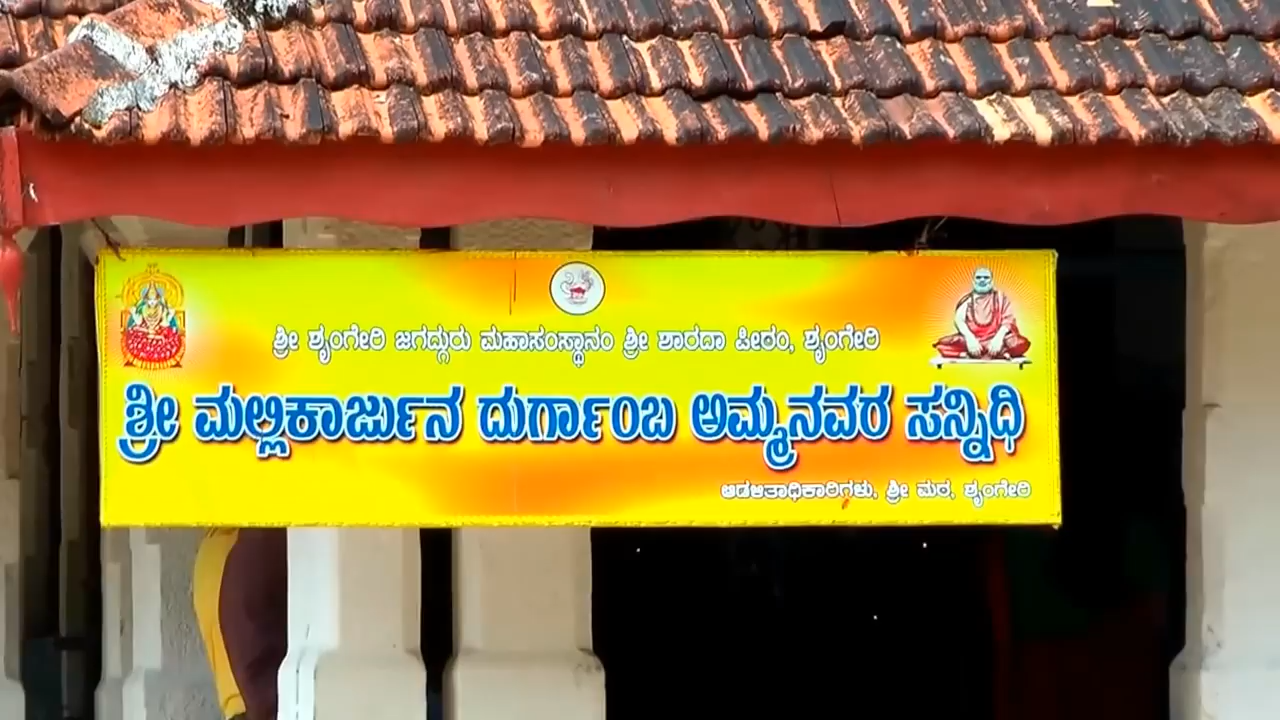 ಶ್ರೀ ಶೃಂಗೇರಿ ಜಗದ್ಗುರು ಮಹಾಸಂಸ್ಥಾನಂ ಶ್ರೀ ಶಾರದಾ ಪೀಠಂ, ಶೃಂಗೇರಿ
ಶ್ರೀ ಮಲ್ಲಿಕಾರ್ಜುನ ದುರ್ಗಾಂಬ ಅಮ್ಮನವರ ಸನ್ನಿಧಿ
ಆಡಳಿತಾಧಿಕಾರಿಗಳು, ಶ್ರೀ ಮಠ, ಶೃಂಗೇರಿ